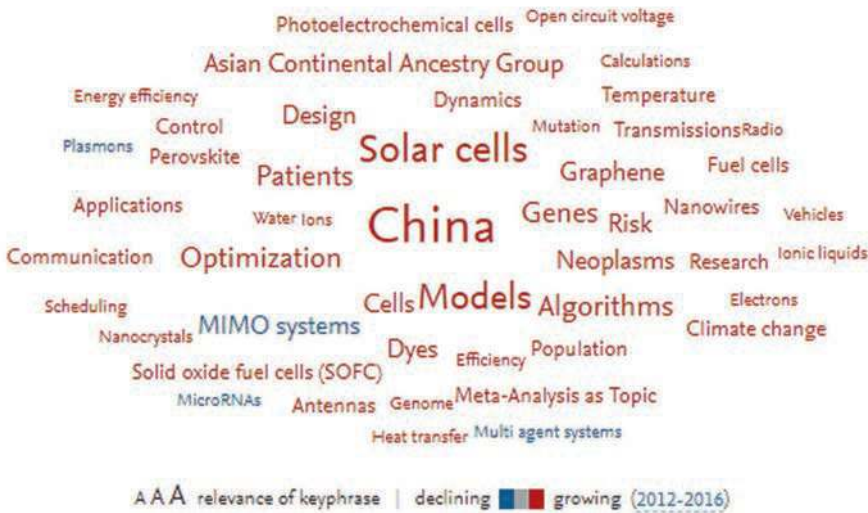 Photoelectrochemical cells Open circuit voltage
Asian Continental Ancestry Group Calculations
Energy efficiency Design Dynamics Temperature
Control Mutation Transmissions Radio
Plasmons Perovskite Solar cells Graphene Fuel cells
Patients
Applications Water Ions China Genes Risk Nanowires Vehicles
Communication Optimization Neoplasms Research Ionic liquids
Scheduling Cells Models Algorithms Electrons
Nanocrystals MIMO systems Climate change
Dyes Efficiency Population
Solid oxide fuel cells (SOFC)
MicroRNAs Antennas Genome Meta-Analysis as Topic
Heat transfer Multi agent systems
A A A relevance of keyphrase | declining growing (2012-2016)